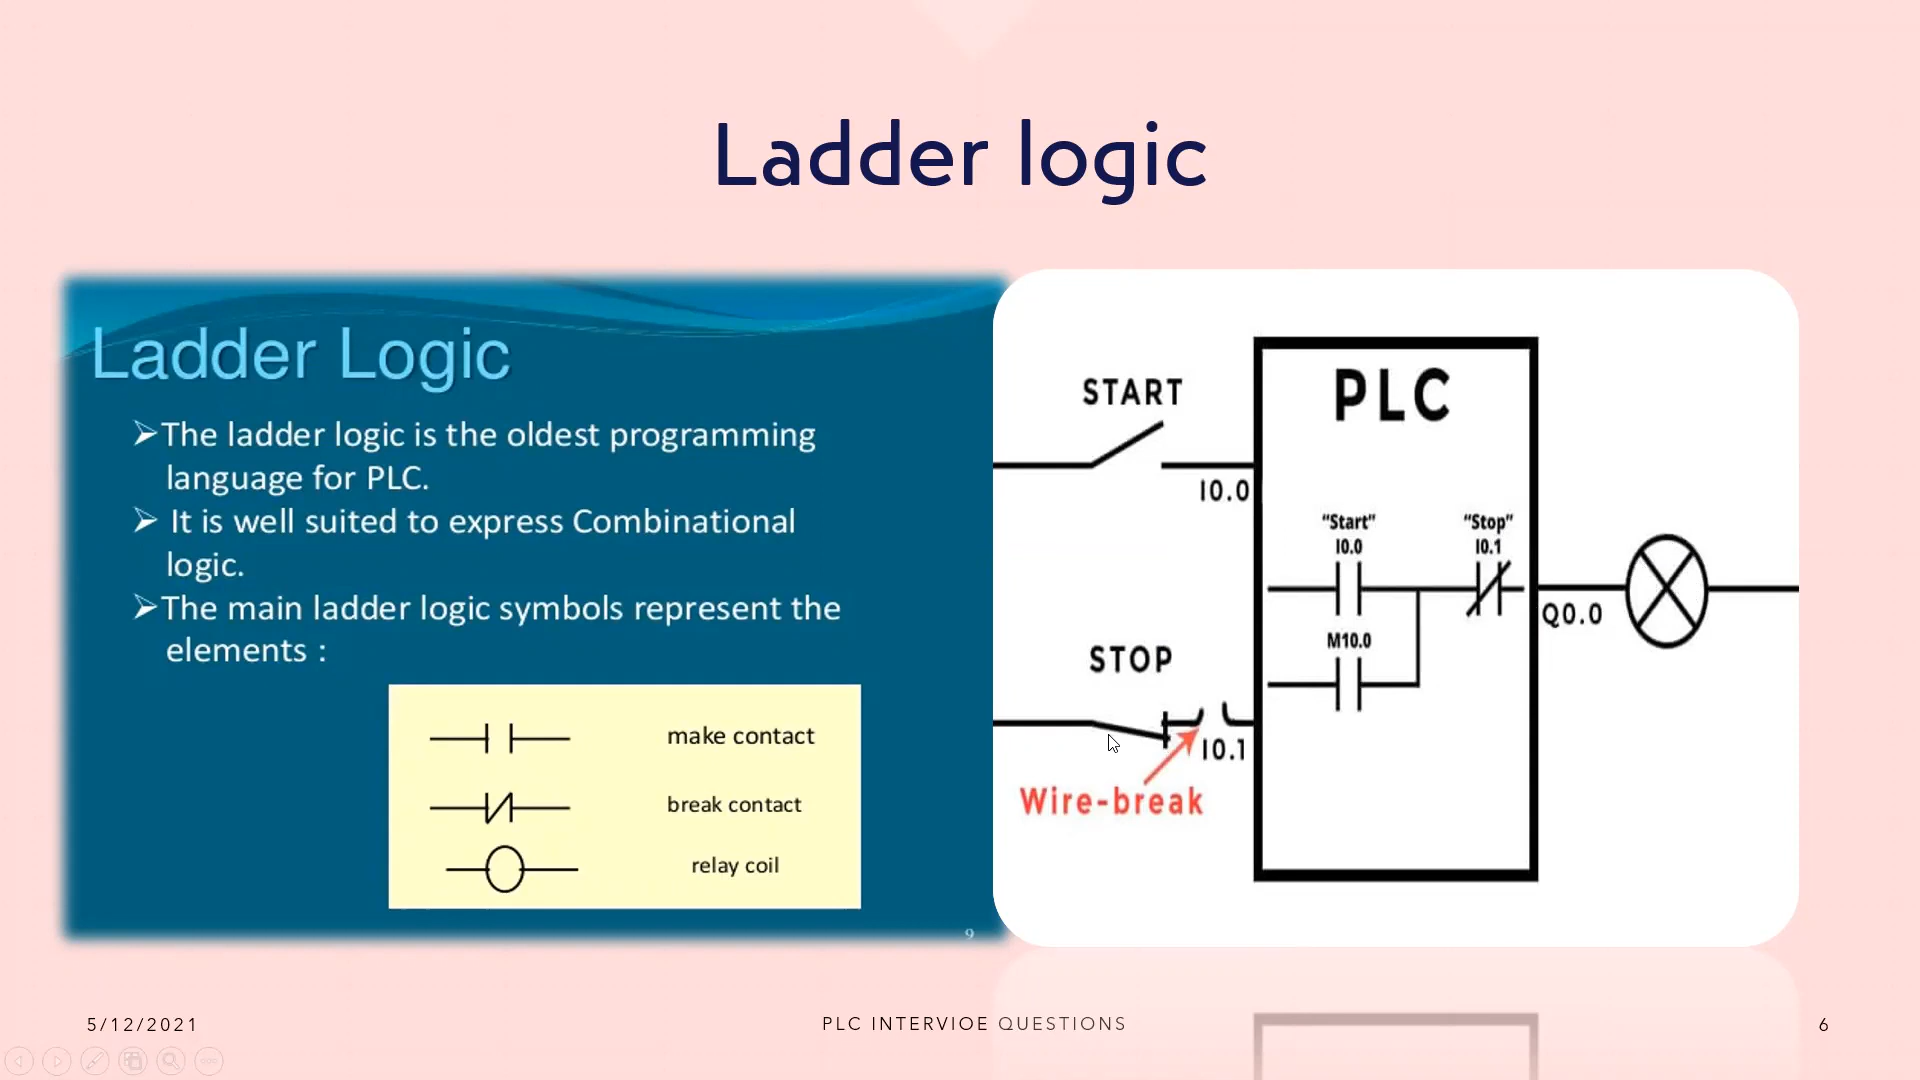 Ladder logic
Ladder Logic
➢The ladder logic is the oldest programming
language for PLC.
➢ It is well suited to express Combinational
logic.
➢The main ladder logic symbols represent the
elements :
make contact
break contact
relay coil
9
START
I0.0
PLC
"Start"
I0.0
"Stop"
I0.1
M10.0
Q0.0
STOP
I0.1
Wire-break
5/12/2021
PLC INTERVIOE QUESTIONS
6